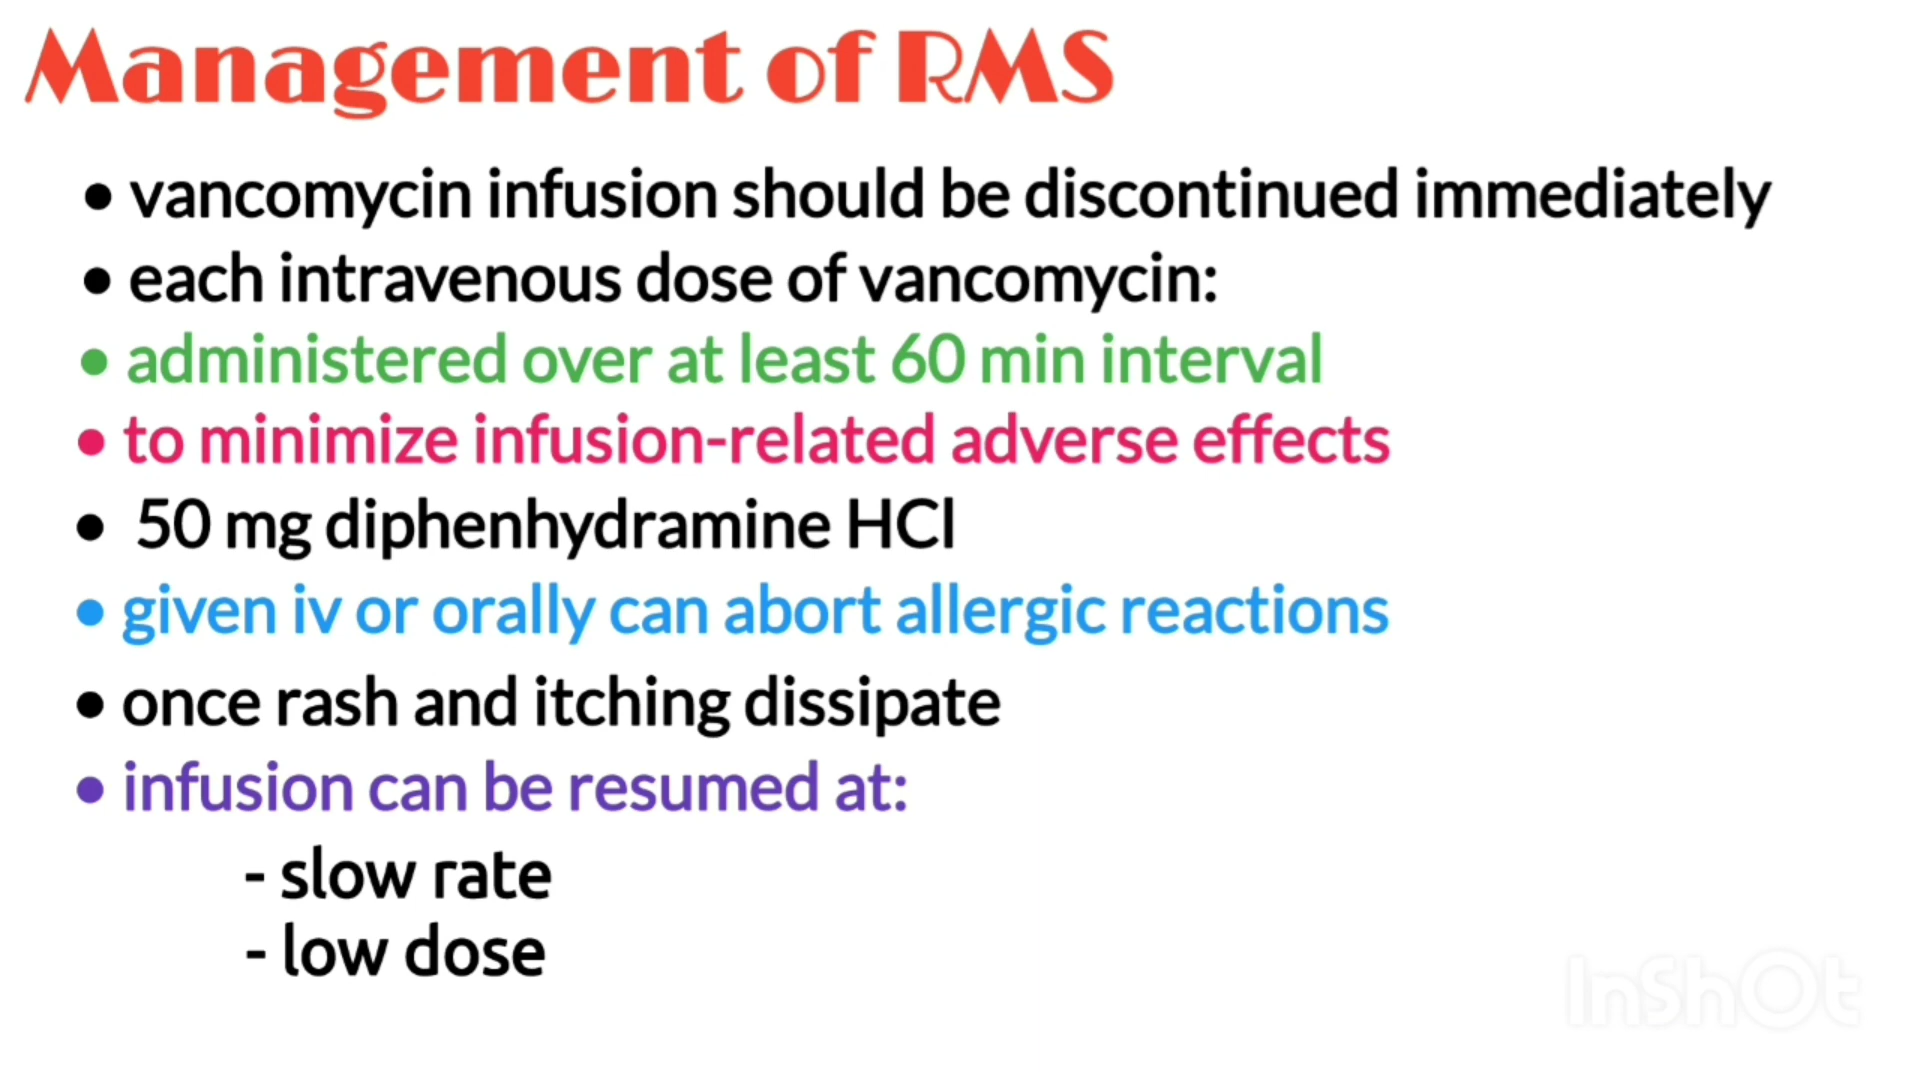 Management of RMS
• vancomycin infusion should be discontinued immediately
• each intravenous dose of vancomycin:
• administered over at least 60 min interval
• to minimize infusion-related adverse effects
• 50 mg diphenhydramine HCl
• given iv or orally can abort allergic reactions
• once rash and itching dissipate
• infusion can be resumed at:
- slow rate
- low dose
InShOt